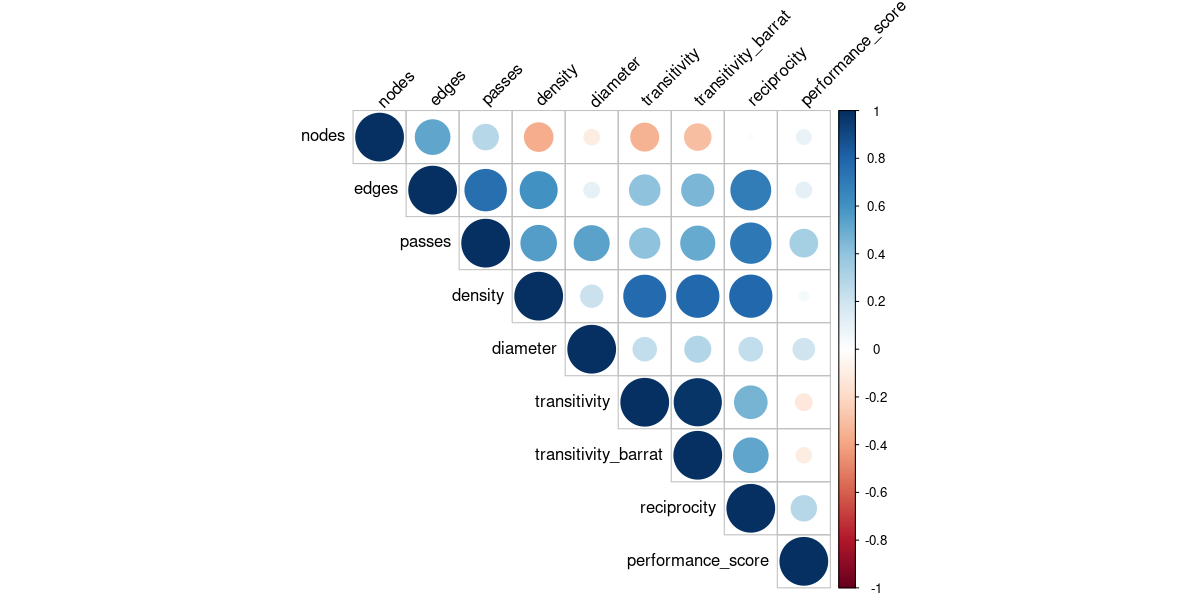 nodes
edges
passes
density
diameter
transitivity
transitivity_barrat
reciprocity
performance_score
nodes
edges
passes
density
diameter
transitivity
transitivity_barrat
reciprocity
performance_score
1
0.8
0.6
0.4
0.2
0
-0.2
-0.4
-0.6
-0.8
-1